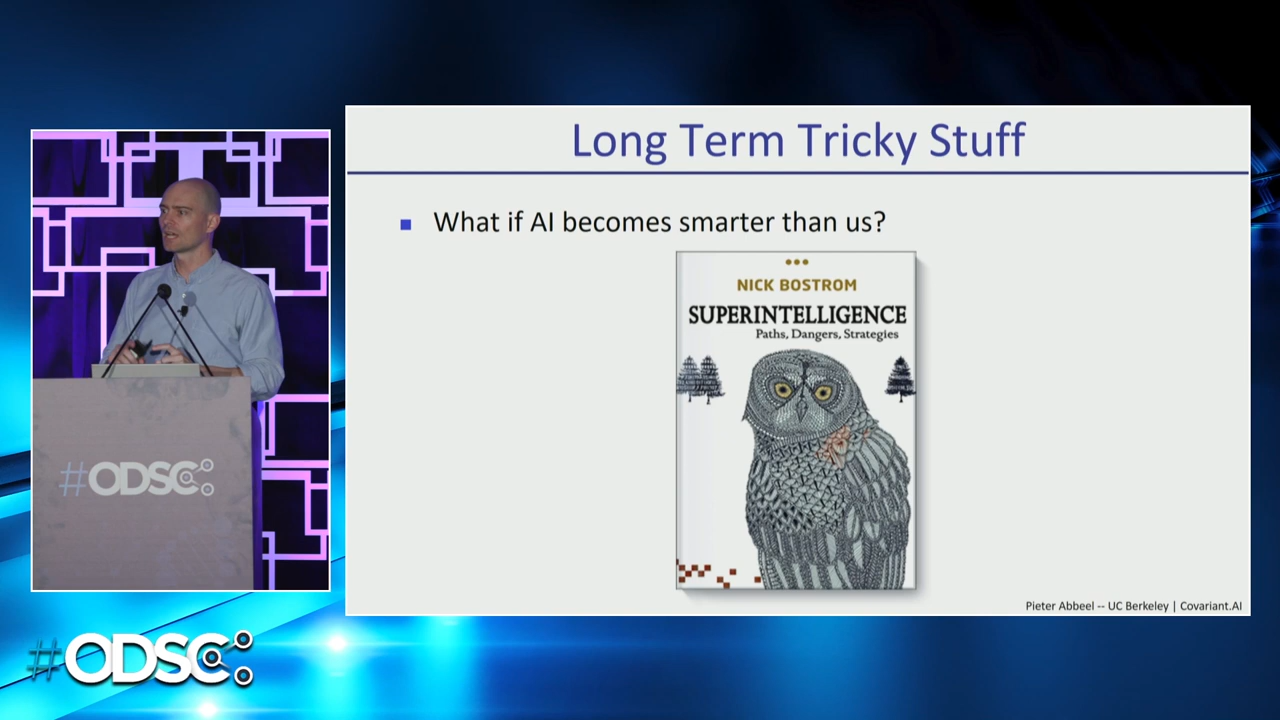 Long Term Tricky Stuff
What if AI becomes smarter than us?
NICK BOSTROM
SUPERINTELLIGENCE
Paths, Dangers, Strategies
Pieter Abbeel -- UC Berkeley | Covariant.AI
#ODSC
#ODSC